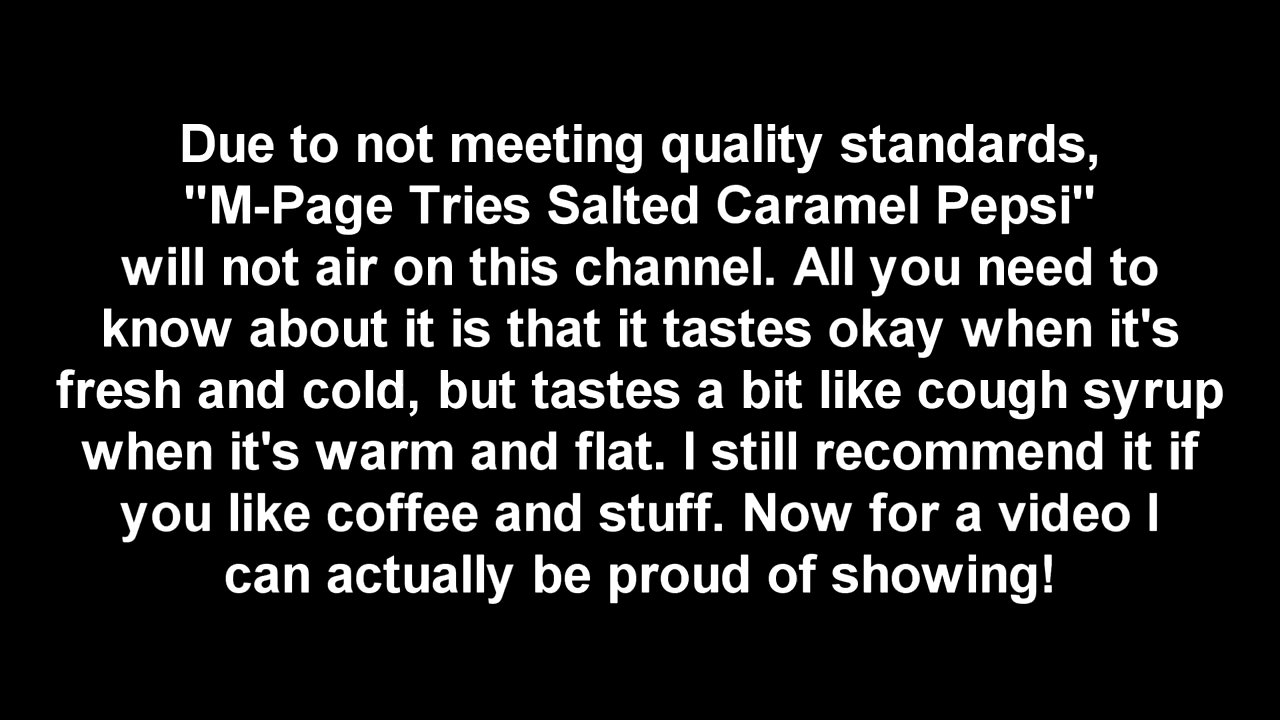 Due to not meeting quality standards,
"M-Page Tries Salted Caramel Pepsi"
will not air on this channel. All you need to
know about it is that it tastes okay when it's
fresh and cold, but tastes a bit like cough syrup
when it's warm and flat. I still recommend it if
you like coffee and stuff. Now for a video I
can actually be proud of showing!